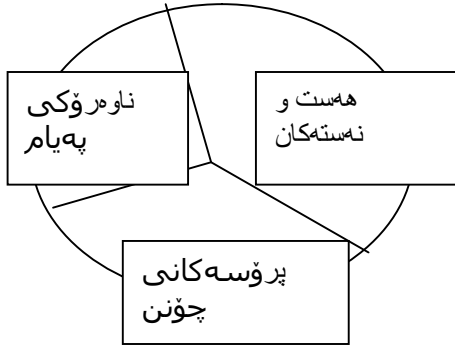 هەست و
نەستەکان
ناوەرۆکی
پەیام
پرۆسەکانی
چۆنن